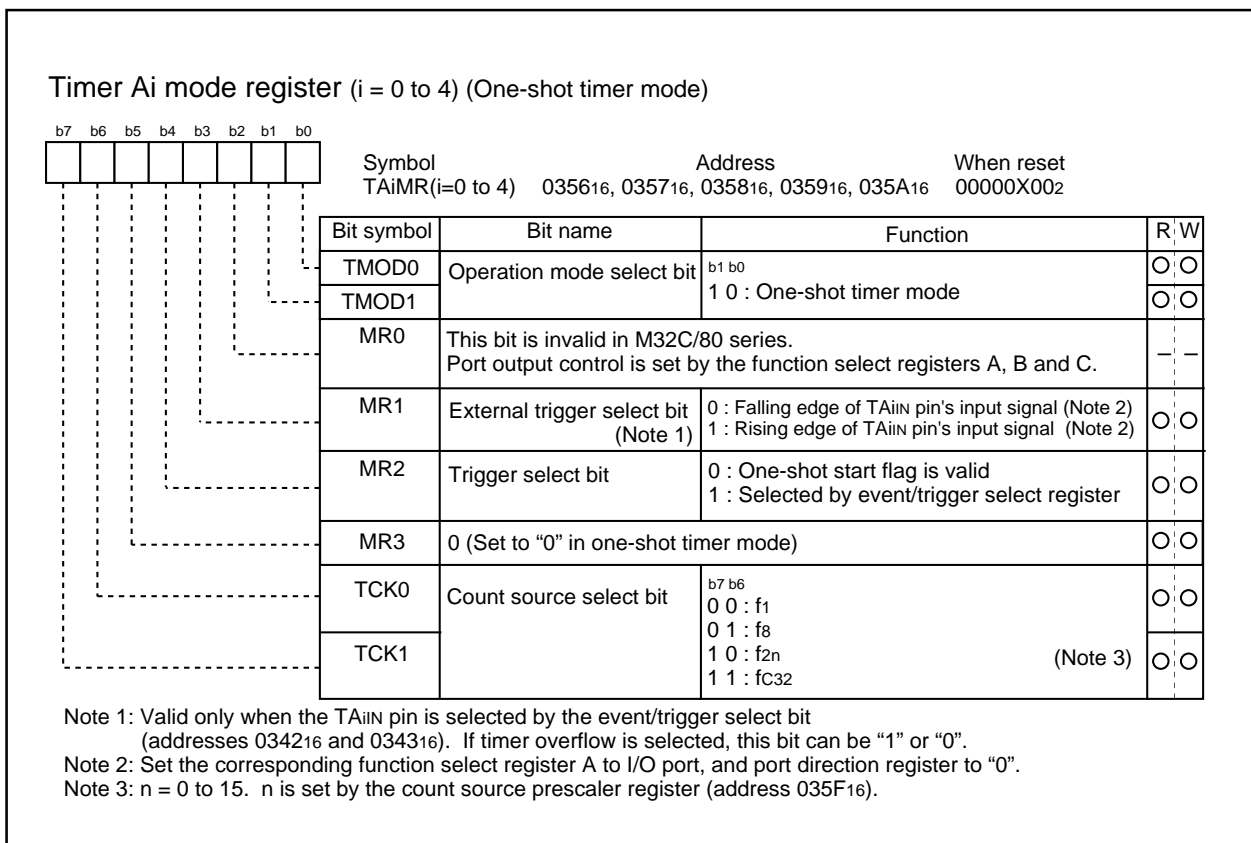 Timer Ai mode register (i = 0 to 4) (One-shot timer mode)
b7 b6 b5 b4 b3 b2 b1 b0
Symbol Address When reset
TAiMR(i=0 to 4) 035616, 035716, 035816, 035916, 035A16 00000X002
Bit symbol Bit name Function R W
TMOD0 Operation mode select bit b1 b0
1 0 : One-shot timer mode
TMOD1
MR0 This bit is invalid in M32C/80 series.
Port output control is set by the function select registers A, B and C. – –
MR1 External trigger select bit (Note 1) 0 : Falling edge of TAiIN pin's input signal (Note 2)
1 : Rising edge of TAiIN pin's input signal (Note 2)
MR2 Trigger select bit 0 : One-shot start flag is valid
1 : Selected by event/trigger select register
MR3 0 (Set to “0” in one-shot timer mode)
TCK0 Count source select bit b7 b6
0 0 : f1
0 1 : f8
TCK1 1 0 : f2n (Note 3)
1 1 : fC32
Note 1: Valid only when the TAiIN pin is selected by the event/trigger select bit
(addresses 034216 and 034316). If timer overflow is selected, this bit can be “1” or “0”.
Note 2: Set the corresponding function select register A to I/O port, and port direction register to “0”.
Note 3: n = 0 to 15. n is set by the count source prescaler register (address 035F16).